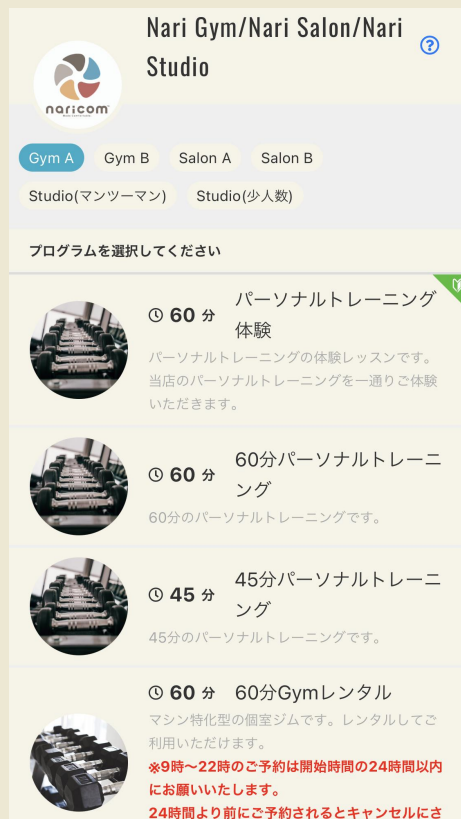 Nari Gym/Nari Salon/Nari
Studio
naricom
Gym A
Gym B
Salon A
Salon B
Studio(マンツーマン)
Studio(少人数)
プログラムを選択してください
60 分
パーソナルトレーニング
体験
パーソナルトレーニングの体験レッスンです。
当店のパーソナルトレーニングを一通りご体験
いただきます。
60 分
60分パーソナルトレーニ
ング
60分のパーソナルトレーニングです。
45 分
45分パーソナルトレーニ
ング
45分のパーソナルトレーニングです。
60 分
60分Gymレンタル
マシン特化型の個室ジムです。レンタルしてご
利用いただけます。
※9時〜22時のご予約は開始時間の24時間以内
にお願いいたします。
24時間より前にご予約されるとキャンセルにさ